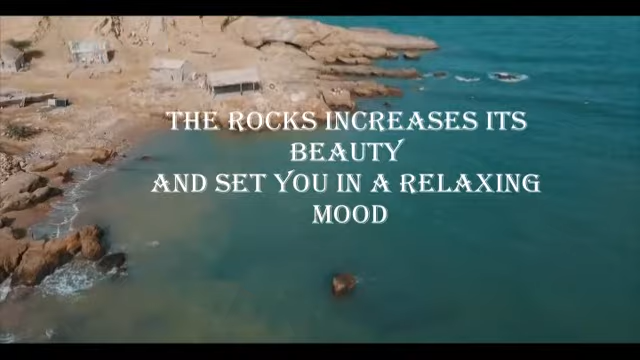 THE ROCKS INCREASES ITS
BEAUTY
AND SET YOU IN A RELAXING
MOOD